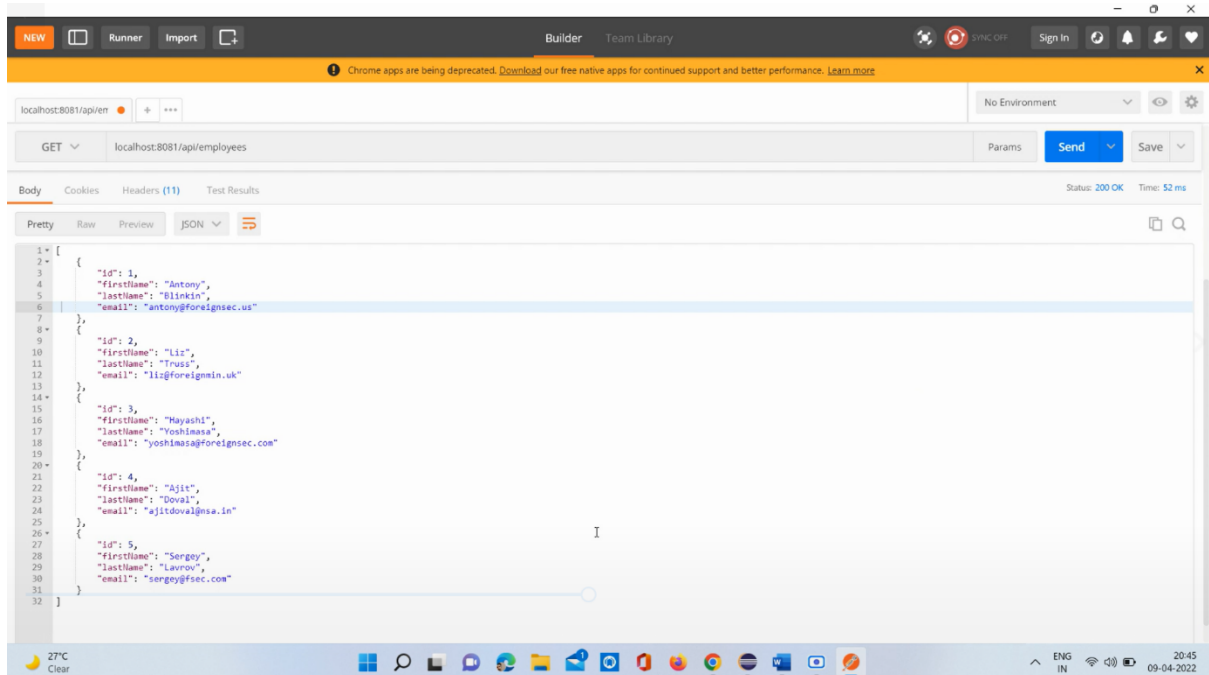 NEW Runner Import Builder Team Library SYNC OFF Sign In
Chrome apps are being deprecated. Download our free native apps for continued support and better performance. Learn more
localhost:8081/api/em + ••• No Environment
GET localhost:8081/api/employees Params Send Save
Body Cookies Headers (11) Test Results Status: 200 OK Time: 52 ms
Pretty Raw Preview JSON
1 [
2 {
3 "id": 1,
4 "firstName": "Antony",
5 "lastName": "Blinkin",
6 "email": "antony@foreignsec.us"
7 },
8 {
9 "id": 2,
10 "firstName": "Liz",
11 "lastName": "Truss",
12 "email": "liz@foreignmin.uk"
13 },
14 {
15 "id": 3,
16 "firstName": "Hayashi",
17 "lastName": "Yoshimasa",
18 "email": "yoshimasa@foreignsec.com"
19 },
20 {
21 "id": 4,
22 "firstName": "Ajit",
23 "lastName": "Doval",
24 "email": "ajitdoval@nsa.in"
25 },
26 {
27 "id": 5,
28 "firstName": "Sergey",
29 "lastName": "Lavrov",
30 "email": "sergey@fsec.com"
31 }
32 ]
27°C
Clear
ENG
IN
20:45
09-04-2022